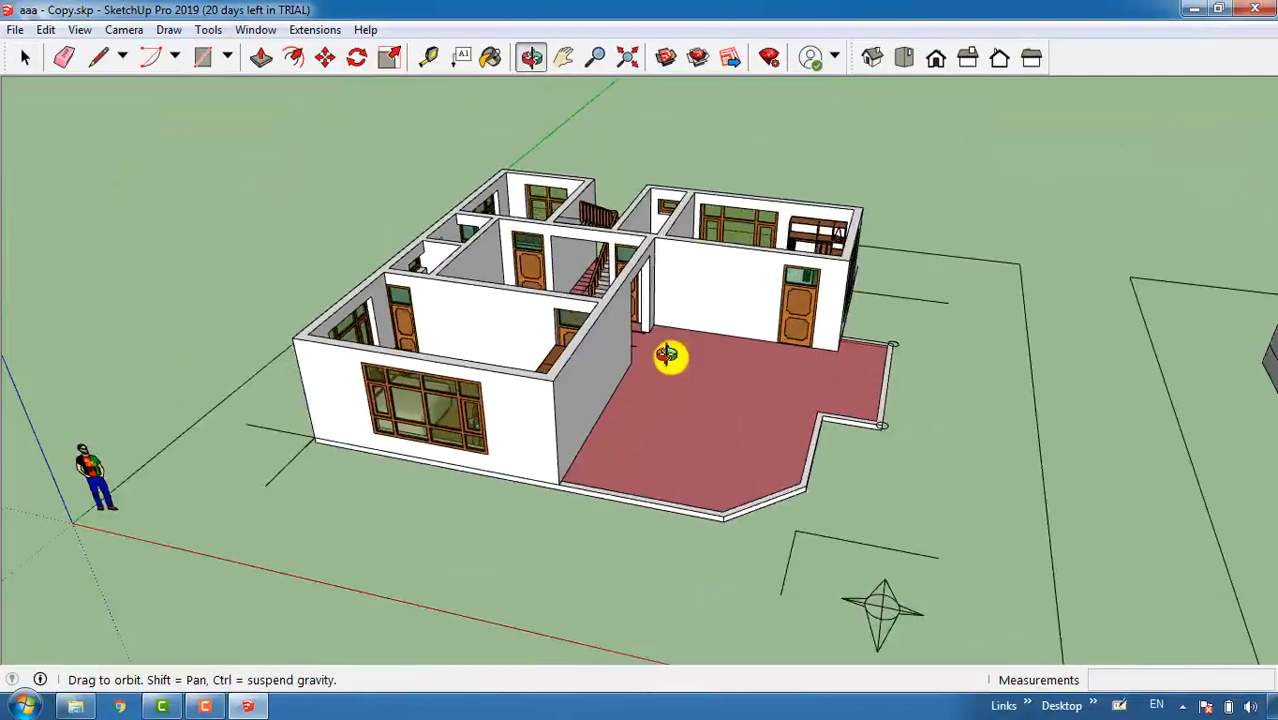 aaa - Copy.skp - SketchUp Pro 2019 (20 days left in TRIAL)
File Edit View Camera Draw Tools Window Extensions Help
A1
Drag to orbit. Shift = Pan, Ctrl = suspend gravity.
Measurements
Links » Desktop » EN